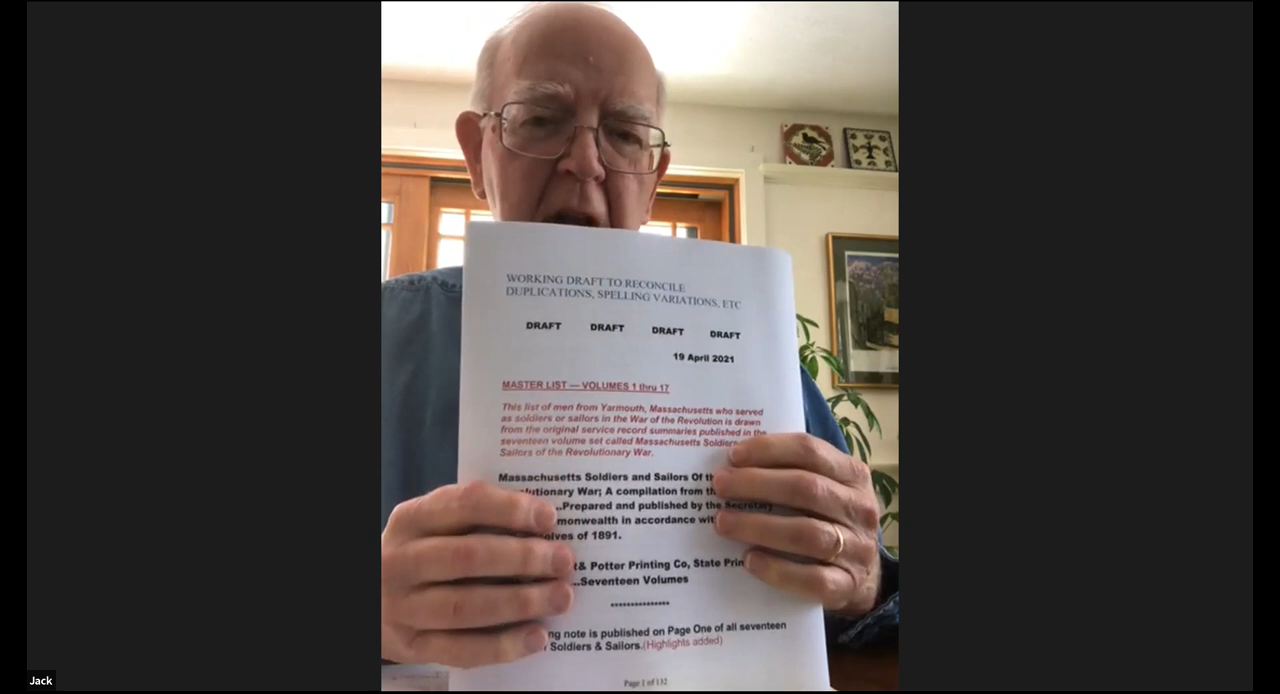 WORKING DRAFT TO RECONCILE
DUPLICATIONS, SPELLING VARIATIONS, ETC
DRAFT DRAFT DRAFT DRAFT
19 April 2021
MASTER LIST — VOLUMES 1 thru 17
This list of men from Yarmouth, Massachusetts who served
as soldiers or sailors in the War of the Revolution is drawn
from the original service record summaries published in the
seventeen volume set called Massachusetts Soldiers
Sailors of the Revolutionary War.
Massachusetts Soldiers and Sailors Of th
lutionary War; A compilation from th
...Prepared and published by the Secretary
monwealth in accordance wit
olves of 1891.
t& Potter Printing Co, State Prin
...Seventeen Volumes
***************
ng note is published on Page One of all seventeen
Soldiers & Sailors.(Highlights added)
Page 1 of 132
Jack